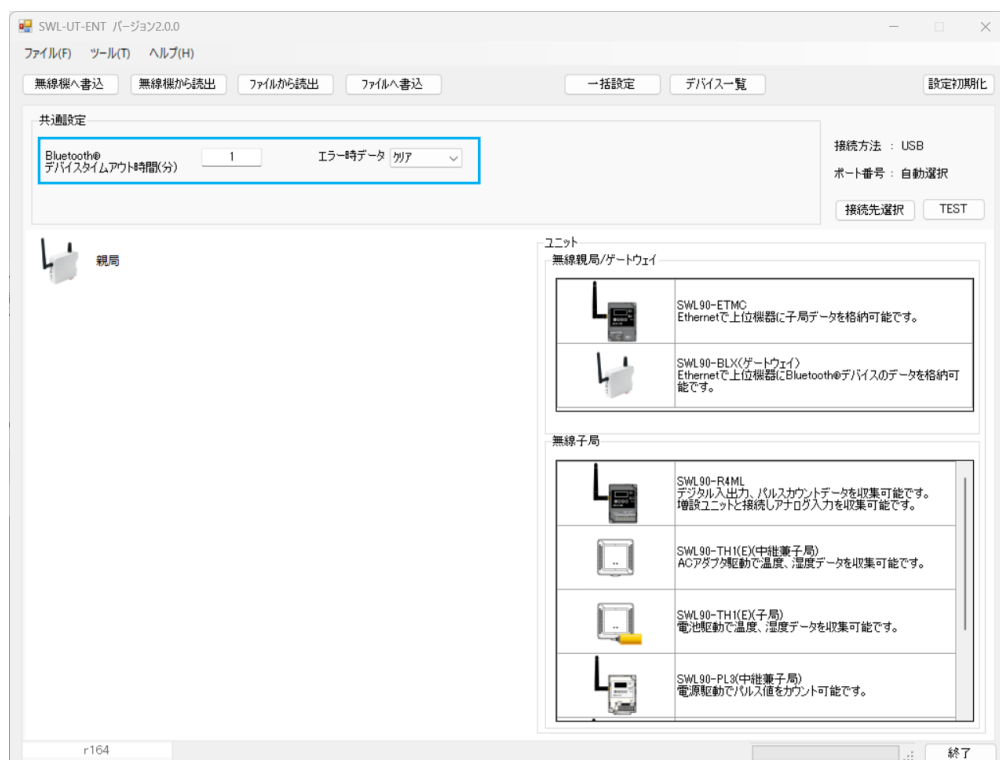 SWL-UT-ENT バージョン2.0.0
ファイル(F) ツール(T) ヘルプ(H)
無線機へ書込 無線機から読出 ファイルから読出 ファイルへ書込 一括設定 デバイス一覧 設定初期化
共通設定
Bluetooth®
デバイスタイムアウト時間(分) 1 エラー時データ クリア
接続方法 : USB
ポート番号 : 自動選択
接続先選択 TEST
親局
ユニット
無線親局/ゲートウェイ
SWL90-ETMC
Ethernetで上位機器に子局データを格納可能です。
SWL90-BLX(ゲートウェイ)
Ethernetで上位機器にBluetooth®デバイスのデータを格納可
能です。
無線子局
SWL90-R4ML
デジタル入出力、パルスカウントデータを収集可能です。
増設ユニットと接続しアナログ入力を収集可能です。
SWL90-TH1(E)(中継兼子局)
ACアダプタ駆動で温度、湿度データを収集可能です。
SWL90-TH1(E)(子局)
電池駆動で温度、湿度データを収集可能です。
SWL90-PL3(中継兼子局)
電源駆動でパルス値をカウント可能です。
r164 終了